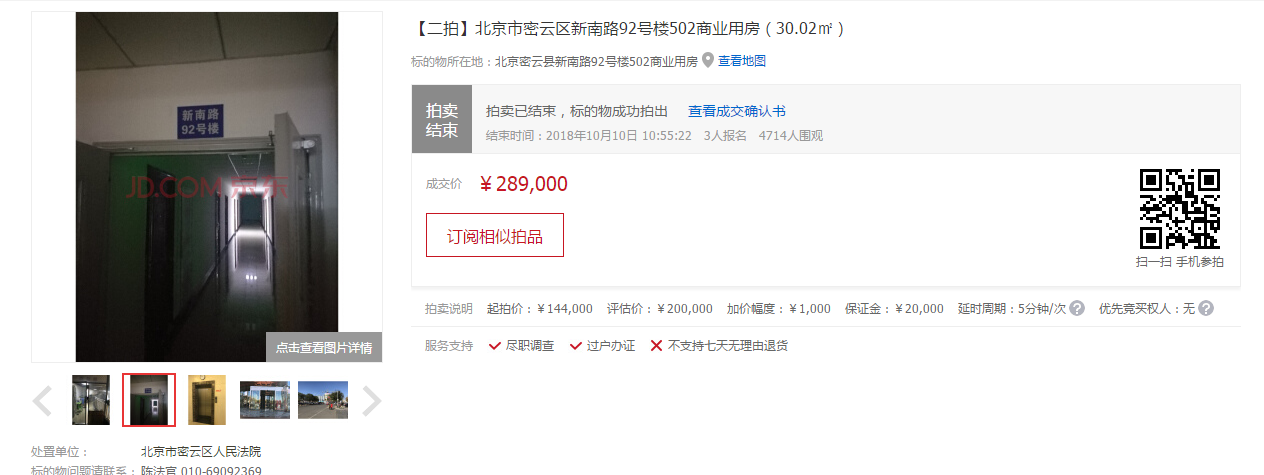 【二拍】北京市密云区新南路92号楼502商业用房（30.02㎡）
标的物所在地：北京密云县新南路92号楼502商业用房 查看地图
拍卖结束
拍卖已结束，标的物成功拍出 查看成交确认书
结束时间：2018年10月10日 10:55:22 3人报名 4714人围观
成交价 ￥289,000
订阅相似拍品
扫一扫 手机参拍
拍卖说明 起拍价：￥144,000 评估价：￥200,000 加价幅度：￥1,000 保证金：￥20,000 延时周期：5分钟/次 ? 优先竞买权人：无 ?
服务支持 尽职调查 过户办证 不支持七天无理由退货
新南路
92号楼
JD.COM 京东
点击查看图片详情
处置单位： 北京市密云区人民法院
标的物问题请联系： 陈法官 010-69092369